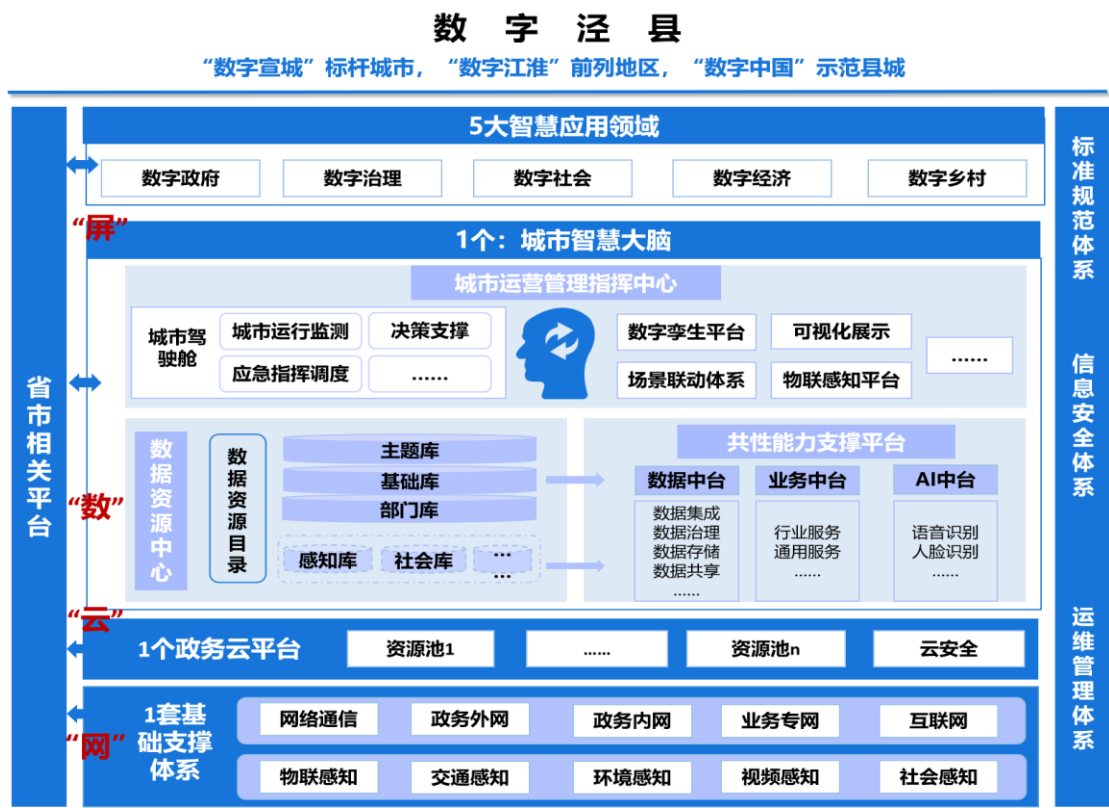 数 字 泾 县
“数字宣城”标杆城市，“数字江淮”前列地区，“数字中国”示范县城
省市相关平台
5大智慧应用领域
数字政府
数字治理
数字社会
数字经济
数字乡村
“屏”
1个：城市智慧大脑
城市运营管理指挥中心
城市驾
驶舱
城市运行监测
决策支撑
应急指挥调度
......
数字孪生平台
可视化展示
场景联动体系
物联感知平台
......
“数”
数据资源中心
数据资源目录
主题库
基础库
部门库
感知库
社会库
...
...
共性能力支撑平台
数据中台
数据集成
数据治理
数据存储
数据共享
......
业务中台
行业服务
通用服务
......
AI中台
语音识别
人脸识别
......
“云”
1个政务云平台
资源池1
......
资源池n
云安全
“网”
1套基
础支撑
体系
网络通信
政务外网
政务内网
业务专网
互联网
物联感知
交通感知
环境感知
视频感知
社会感知
标准规范体系
信息安全体系
运维管理体系